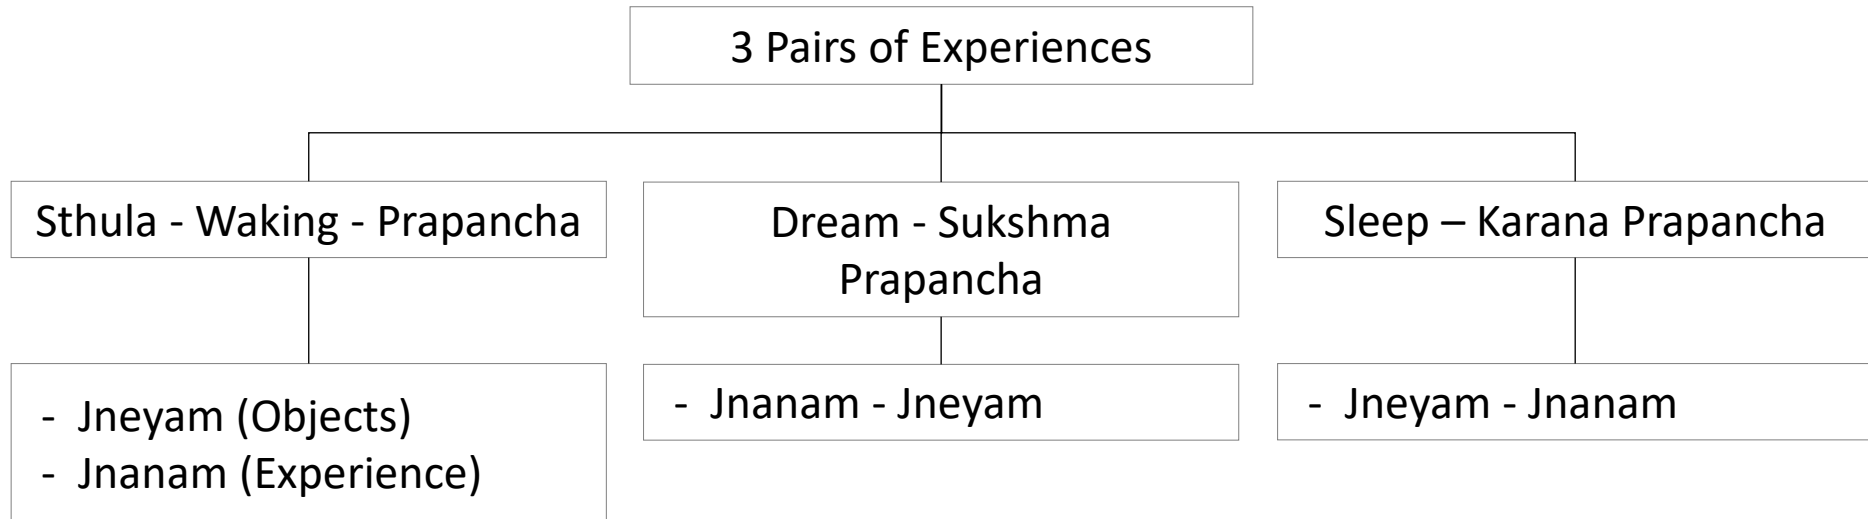 3 Pairs of Experiences
Sthula - Waking - Prapancha
Dream - Sukshma
Prapancha
Sleep – Karana Prapancha
- Jneyam (Objects)
- Jnanam (Experience)
- Jnanam - Jneyam
- Jneyam - Jnanam